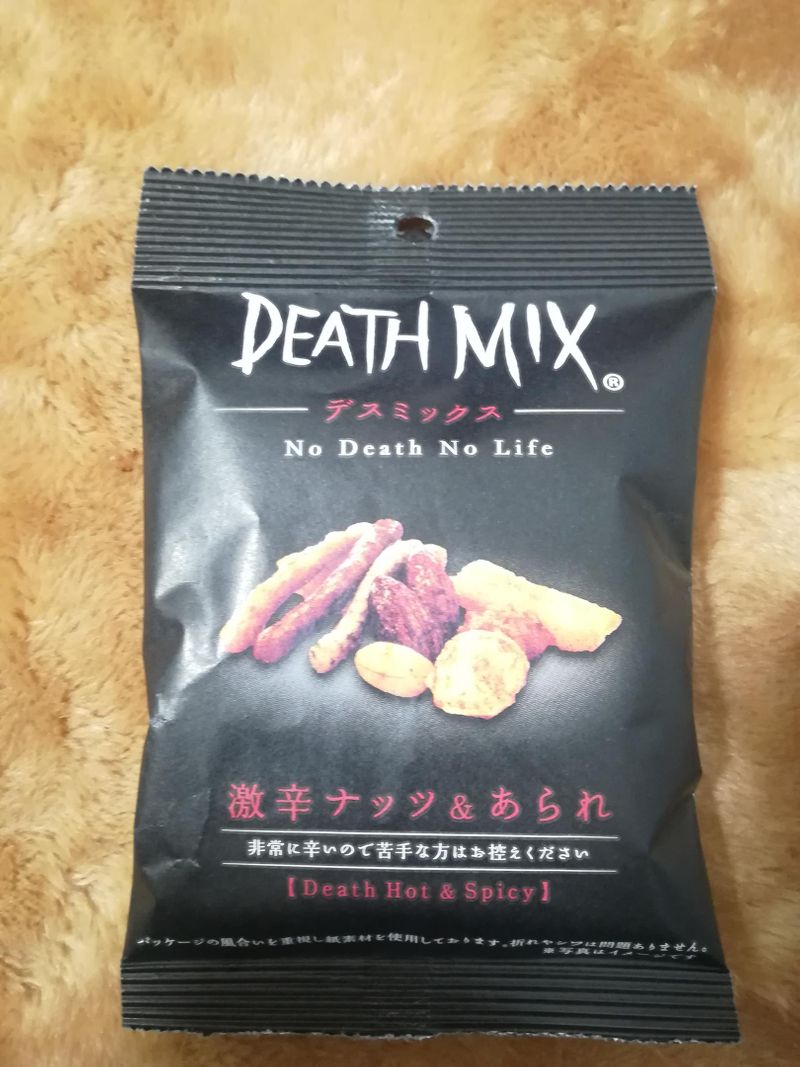 DEATH MIX®
デスミックス
No Death No Life
激辛ナッツ&あられ
非常に辛いので苦手な方はお控えください
【Death Hot & Spicy】
パッケージの風合いを重視し紙素材を使用しております。折れやシワは問題ありません。
※写真はイメージです